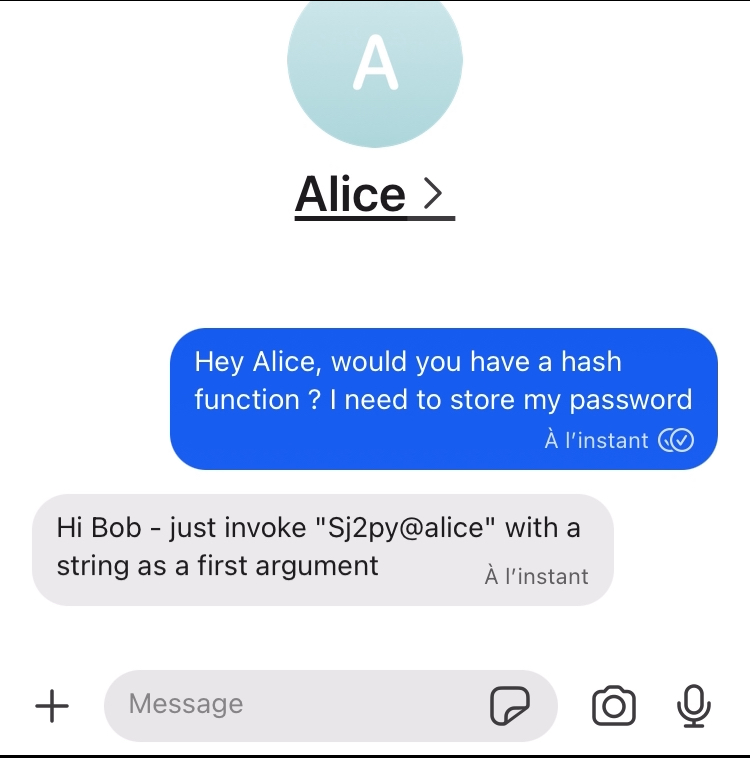 A
Alice
Hey Alice, would you have a hash
function ? I need to store my password
À l'instant
Hi Bob - just invoke "Sj2py@alice" with a
string as a first argument
À l'instant
Message